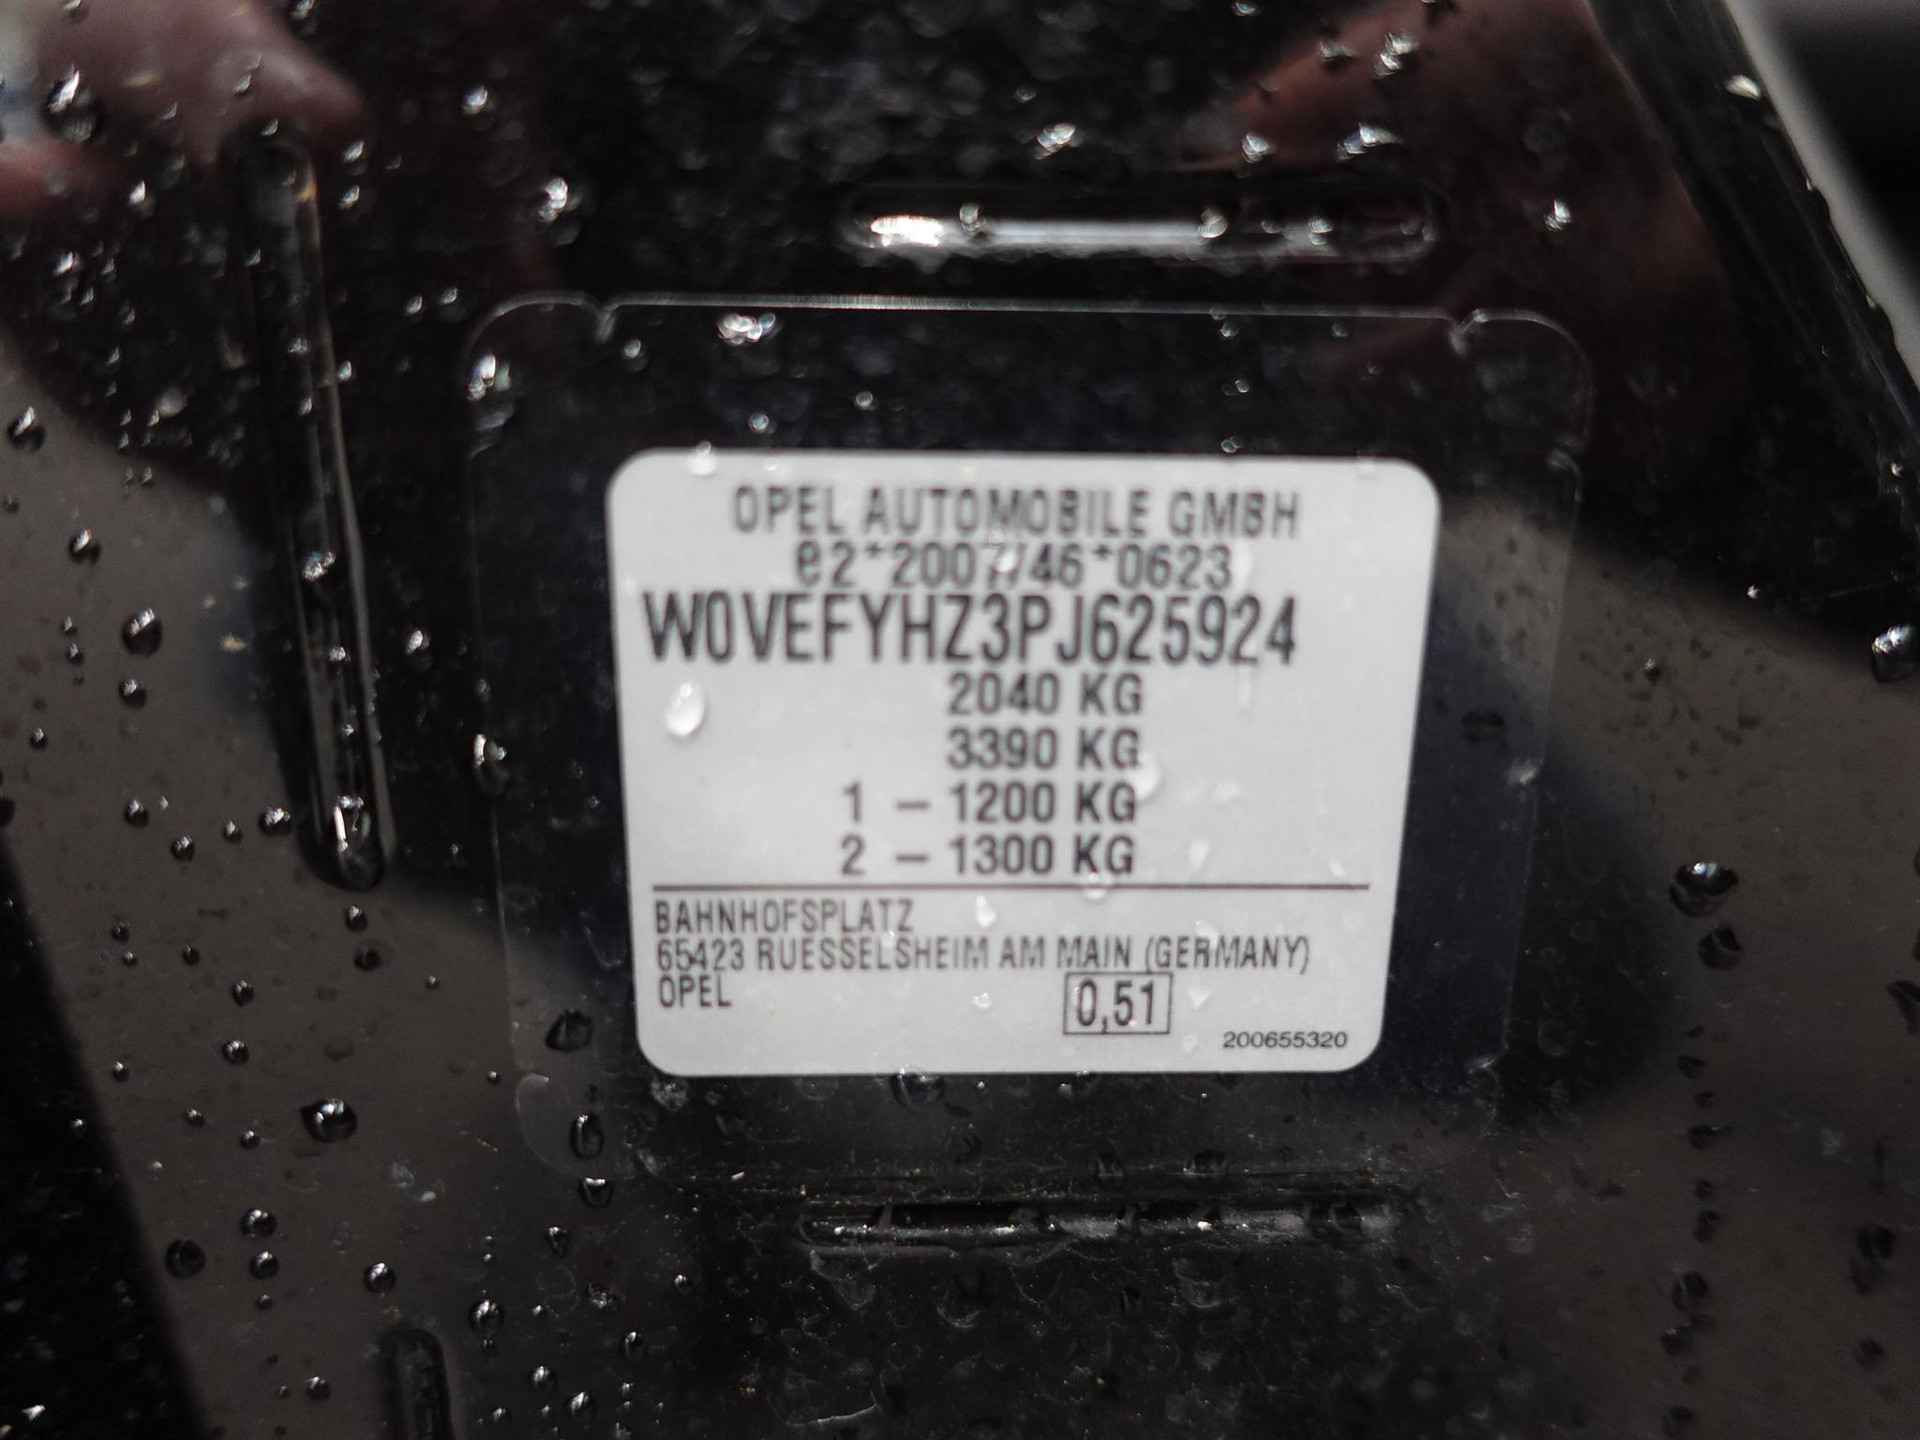 OPEL AUTOMOBILE GMBH
e2*2007/46*0623
W0VEFYHZ3PJ625924
2040 KG
3390 KG
1 – 1200 KG
2 – 1300 KG
BAHNHOFSPLATZ
65423 RUESSELSHEIM AM MAIN (GERMANY)
OPEL
0,51
200655320